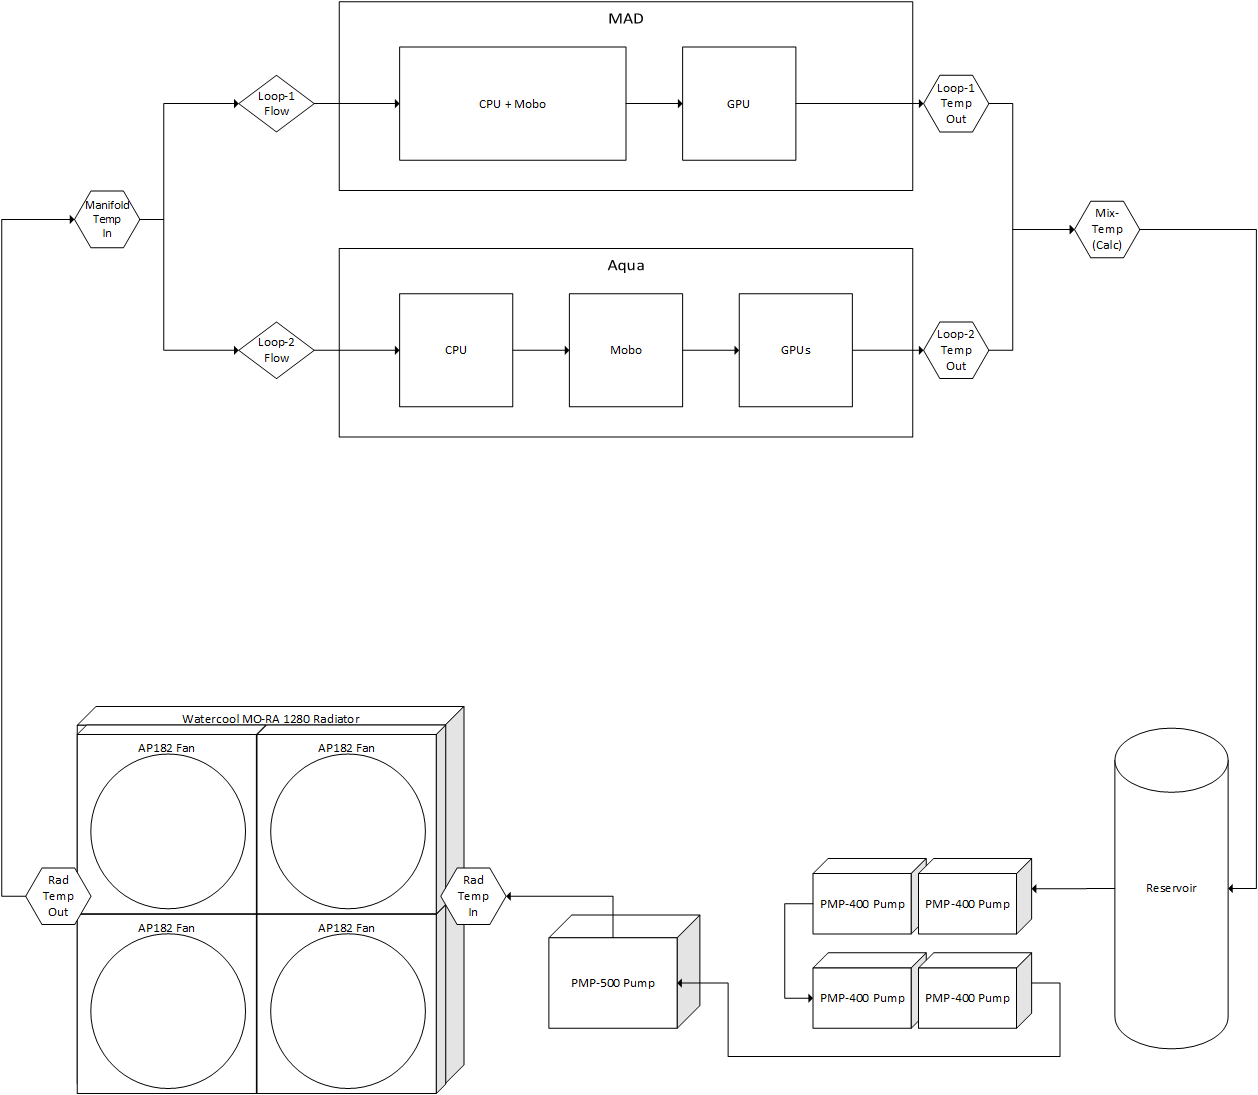 MAD
Loop-1
Flow
CPU + Mobo
GPU
Loop-1
Temp
Out
Manifold
Temp
In
Mix-
Temp
(Calc)
Aqua
Loop-2
Flow
CPU
Mobo
GPUs
Loop-2
Temp
Out
Watercool MO-RA 1280 Radiator
AP182 Fan
AP182 Fan
Rad
Temp
Out
Rad
Temp
In
AP182 Fan
AP182 Fan
PMP-500 Pump
PMP-400 Pump
PMP-400 Pump
PMP-400 Pump
PMP-400 Pump
Reservoir